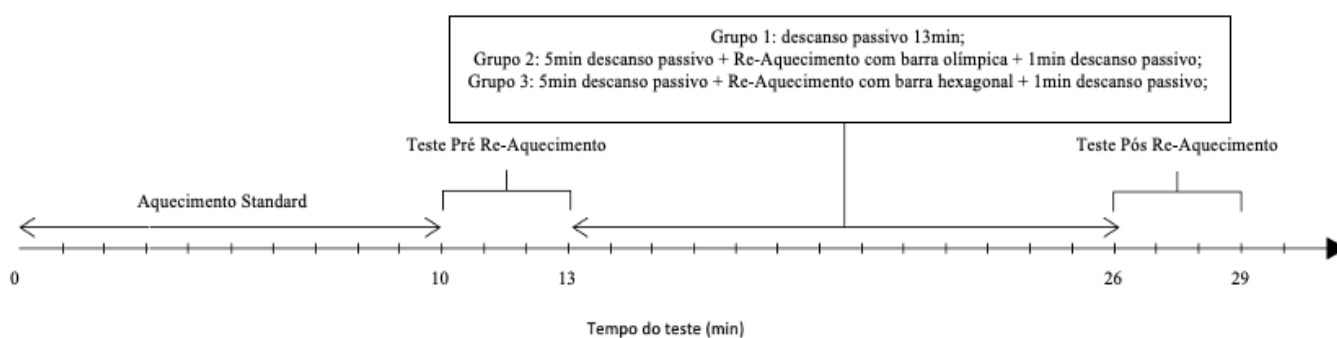 Grupo 1: descanso passivo 13min;
Grupo 2: 5min descanso passivo + Re-Aquecimento com barra olímpica + 1min descanso passivo;
Grupo 3: 5min descanso passivo + Re-Aquecimento com barra hexagonal + 1min descanso passivo;
Teste Pré Re-Aquecimento
Teste Pós Re-Aquecimento
Aquecimento Standard
0 10 13 26 29
Tempo do teste (min)